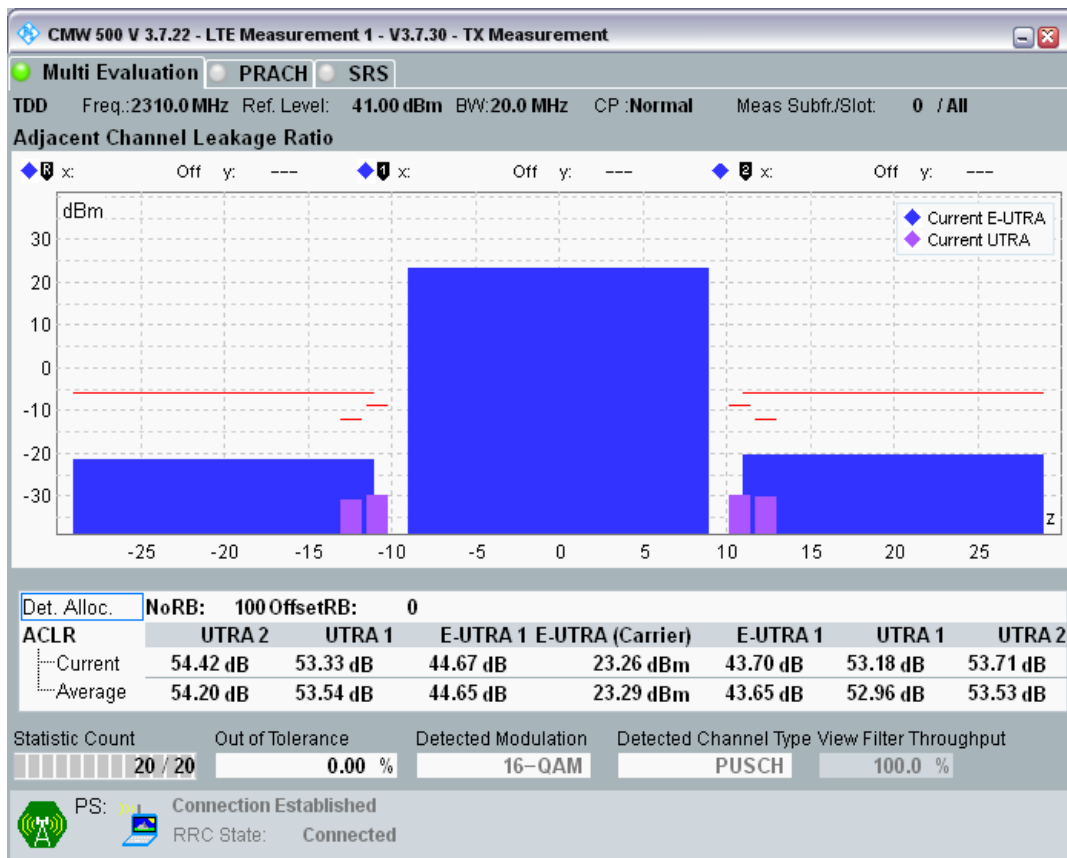 CMW 500 V 3.7.22 - LTE Measurement 1 - V3.7.30 - TX Measurement
Multi Evaluation PRACH SRS
TDD Freq.:2310.0 MHz Ref. Level: 41.00 dBm BW:20.0 MHz CP :Normal Meas Subfr./Slot: 0 / All
Adjacent Channel Leakage Ratio
R x: Off y: --- 1 x: Off y: --- 2 x: Off y: ---
dBm
Current E-UTRA
Current UTRA
30
20
10
0
-10
-20
-30
z
-25 -20 -15 -10 -5 0 5 10 15 20 25
Det. Alloc. NoRB: 100 OffsetRB: 0
ACLR UTRA 2 UTRA 1 E-UTRA 1 E-UTRA (Carrier) E-UTRA 1 UTRA 1 UTRA 2
Current 54.42 dB 53.33 dB 44.67 dB 23.26 dBm 43.70 dB 53.18 dB 53.71 dB
Average 54.20 dB 53.54 dB 44.65 dB 23.29 dBm 43.65 dB 52.96 dB 53.53 dB
Statistic Count Out of Tolerance Detected Modulation Detected Channel Type View Filter Throughput
20 / 20 0.00 % 16-QAM PUSCH 100.0 %
PS: Connection Established
RRC State: Connected